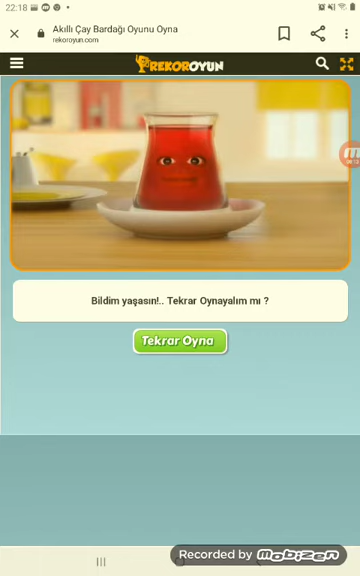 22:18
Akıllı Çay Bardağı Oyunu Oyna
rekoroyun.com
REKOROYUN
Bildim yaşasın!.. Tekrar Oynayalım mı ?
Tekrar Oyna
Recorded by Mobizen